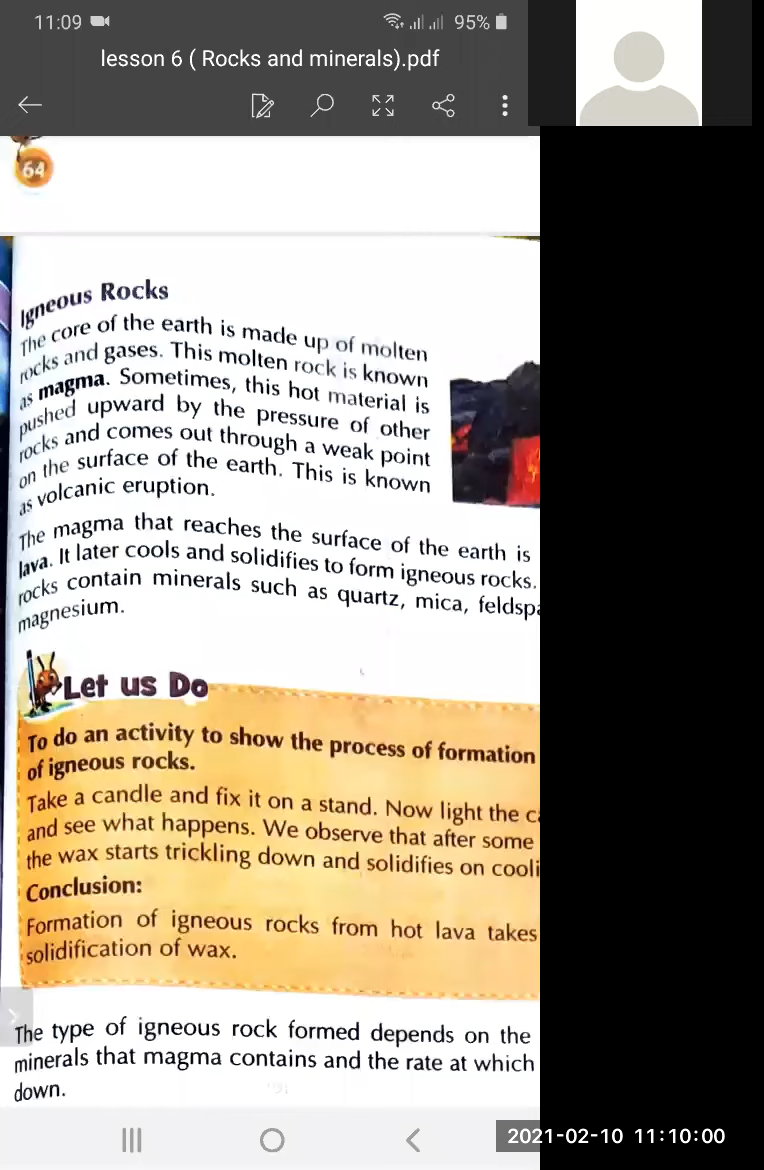 11:09 95%
lesson 6 ( Rocks and minerals).pdf
64
Igneous Rocks
The core of the earth is made up of molten
rocks and gases. This molten rock is known
as magma. Sometimes, this hot material is
pushed upward by the pressure of other
rocks and comes out through a weak point
on the surface of the earth. This is known
as volcanic eruption.
The magma that reaches the surface of the earth is
lava. It later cools and solidifies to form igneous rocks.
rocks contain minerals such as quartz, mica, feldspa
magnesium.
Let us Do
To do an activity to show the process of formation
of igneous rocks.
Take a candle and fix it on a stand. Now light the c
and see what happens. We observe that after some
the wax starts trickling down and solidifies on cooli
Conclusion:
Formation of igneous rocks from hot lava takes
solidification of wax.
The type of igneous rock formed depends on the
minerals that magma contains and the rate at which
down.
2021-02-10 11:10:00